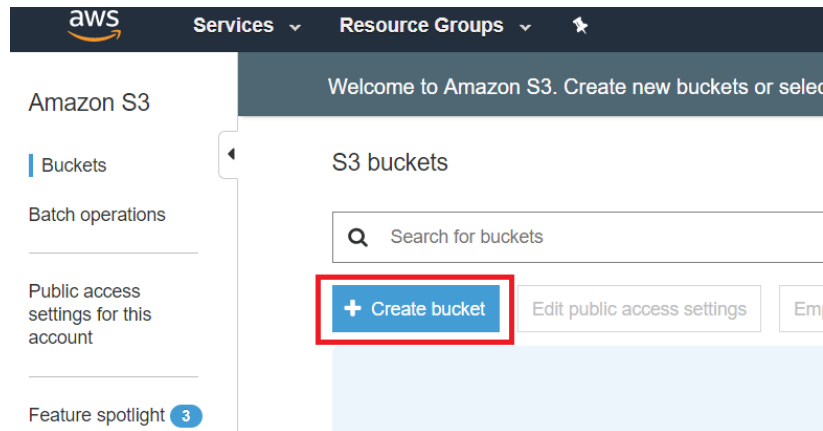 aws
Services
Resource Groups
Amazon S3
Welcome to Amazon S3. Create new buckets or selec
Buckets
Batch operations
Public access
settings for this
account
Feature spotlight 3
S3 buckets
Search for buckets
+ Create bucket
Edit public access settings
Em